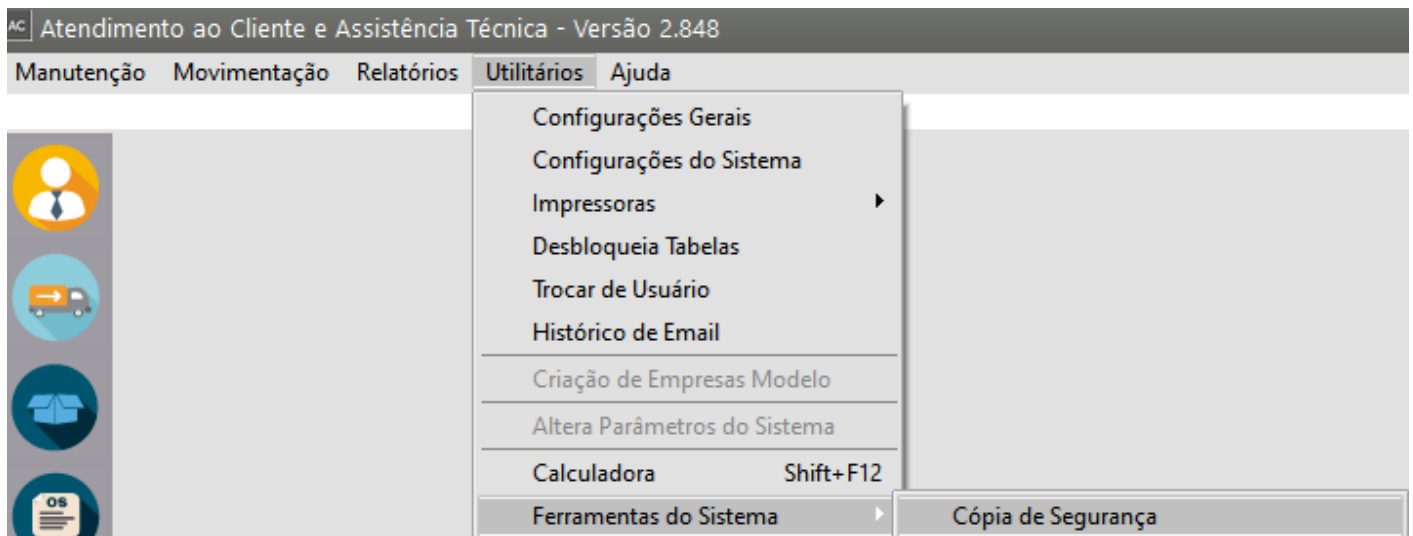 AC Atendimento ao Cliente e Assistência Técnica - Versão 2.848
Manutenção Movimentação Relatórios Utilitários Ajuda
Configurações Gerais
Configurações do Sistema
Impressoras
Desbloqueia Tabelas
Trocar de Usuário
Histórico de Email
Criação de Empresas Modelo
Altera Parâmetros do Sistema
Calculadora Shift+F12
OS
Ferramentas do Sistema Cópia de Segurança